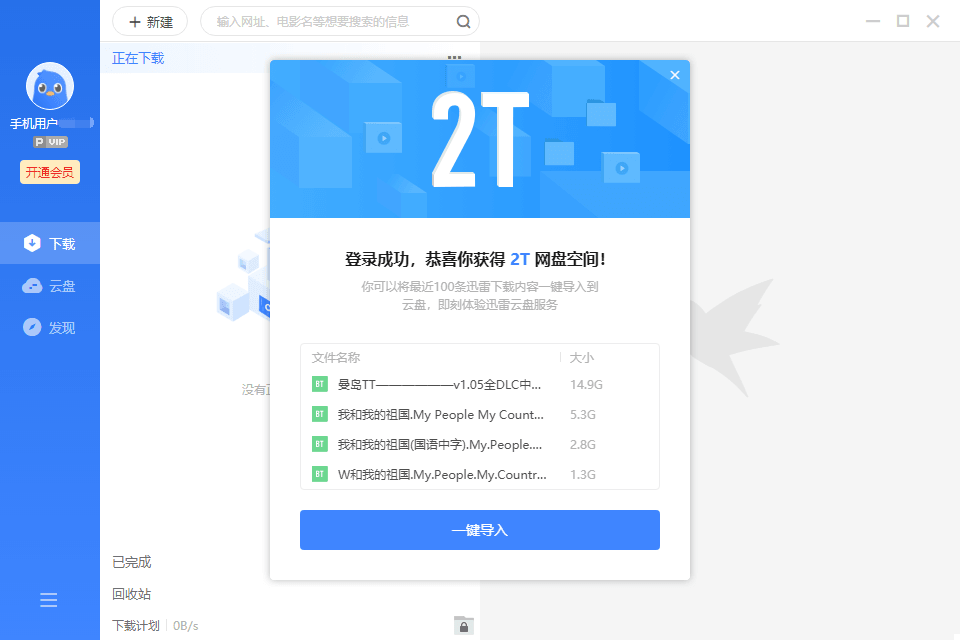 新建
输入网址、电影名等想要搜索的信息
手机用户
P VIP
开通会员
下载
云盘
发现
正在下载
没有
已完成
回收站
下载计划 0B/s
2T
登录成功，恭喜你获得 2T 网盘空间!
你可以将最近100条迅雷下载内容一键导入到
云盘，即刻体验迅雷云盘服务
文件名称 大小
BT 曼岛TT——————v1.05全DLC中... 14.9G
BT 我和我的祖国.My People My Count... 5.3G
BT 我和我的祖国(国语中字).My.People.... 2.8G
BT W和我的祖国.My.People.My.Countr... 1.3G
一键导入